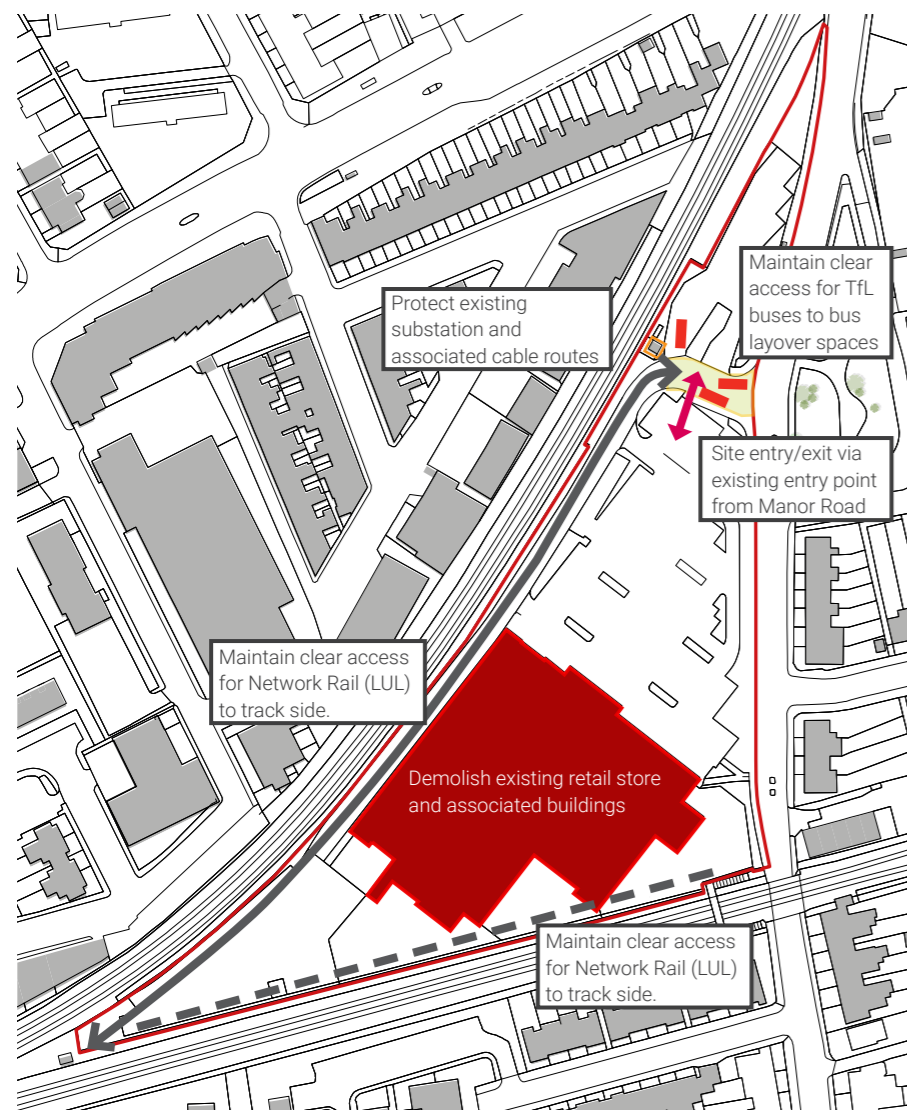 Maintain clear
access for TfL
buses to bus
layover spaces
Protect existing
substation and
associated cable routes
Site entry/exit via
existing entry point
from Manor Road
Maintain clear access
for Network Rail (LUL)
to track side.
Demolish existing retail store
and associated buildings
Maintain clear access
for Network Rail (LUL)
to track side.